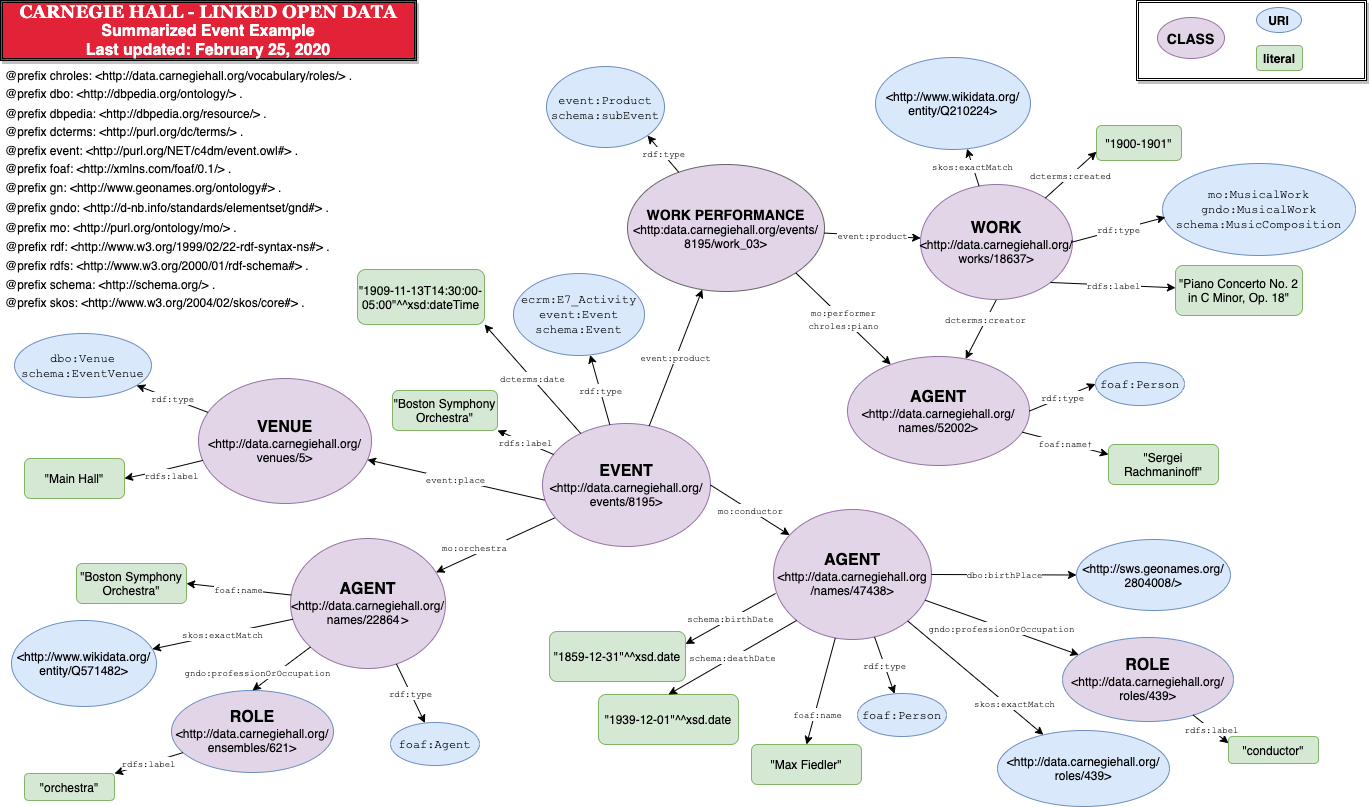 CARNEGIE HALL - LINKED OPEN DATA
Summarized Event Example
Last updated: February 25, 2020
CLASS
URI
literal
@prefix chroles: <http://data.carnegiehall.org/vocabulary/roles/> .
@prefix dbo: <http://dbpedia.org/ontology/> .
@prefix dbpedia: <http://dbpedia.org/resource/> .
@prefix dcterms: <http://purl.org/dc/terms/> .
@prefix event: <http://purl.org/NET/c4dm/event.owl#> .
@prefix foaf: <http://xmlns.com/foaf/0.1/> .
@prefix gn: <http://www.geonames.org/ontology#> .
@prefix gndo: <http://d-nb.info/standards/elementset/gnd#> .
@prefix mo: <http://purl.org/ontology/mo/> .
@prefix rdf: <http://www.w3.org/1999/02/22-rdf-syntax-ns#> .
@prefix rdfs: <http://www.w3.org/2000/01/rdf-schema#> .
@prefix schema: <http://schema.org/> .
@prefix skos: <http://www.w3.org/2004/02/skos/core#> .
event:Product
schema:subEvent
rdf:type
WORK PERFORMANCE
<http:data.carnegiehall.org/events/
8195/work_03>
event:product
<http://www.wikidata.org/
entity/Q210224>
skos:exactMatch
"1900-1901"
dcterms:created
WORK
<http://data.carnegiehall.org/
works/18637>
mo:MusicalWork
gndo:MusicalWork
schema:MusicComposition
rdf:type
rdfs:label
"Piano Concerto No. 2
in C Minor, Op. 18"
dcterms:creator
mo:performer
chroles:piano
AGENT
<http://data.carnegiehall.org/
names/52002>
rdf:type
foaf:Person
foaf:name†
"Sergei
Rachmaninoff"
"1909-11-13T14:30:00-
05:00"^^xsd:dateTime
dcterms:date
ecrm:E7_Activity
event:Event
schema:Event
rdf:type
event:product
"Boston Symphony
Orchestra"
rdfs:label
EVENT
<http://data.carnegiehall.org/
events/8195>
dbo:Venue
schema:EventVenue
rdf:type
VENUE
<http://data.carnegiehall.org/
venues/5>
"Main Hall"
rdfs:label
event:place
mo:orchestra
mo:conductor
AGENT
<http://data.carnegiehall.org/
names/22864>
"Boston Symphony
Orchestra"
foaf:name
skos:exactMatch
<http://www.wikidata.org/
entity/Q571482>
gndo:professionOrOccupation
ROLE
<http://data.carnegiehall.org/
ensembles/621>
rdfs:label
"orchestra"
rdf:type
foaf:Agent
AGENT
<http://data.carnegiehall.org
/names/47438>
dbo:birthPlace
<http://sws.geonames.org/
2804008/>
schema:birthDate
"1859-12-31"^^xsd.date
schema:deathDate
"1939-12-01"^^xsd.date
foaf:name
"Max Fiedler"
rdf:type
foaf:Person
skos:exactMatch
<http://data.carnegiehall.org/
roles/439>
gndo:professionOrOccupation
ROLE
<http://data.carnegiehall.org/
roles/439>
rdfs:label
"conductor"